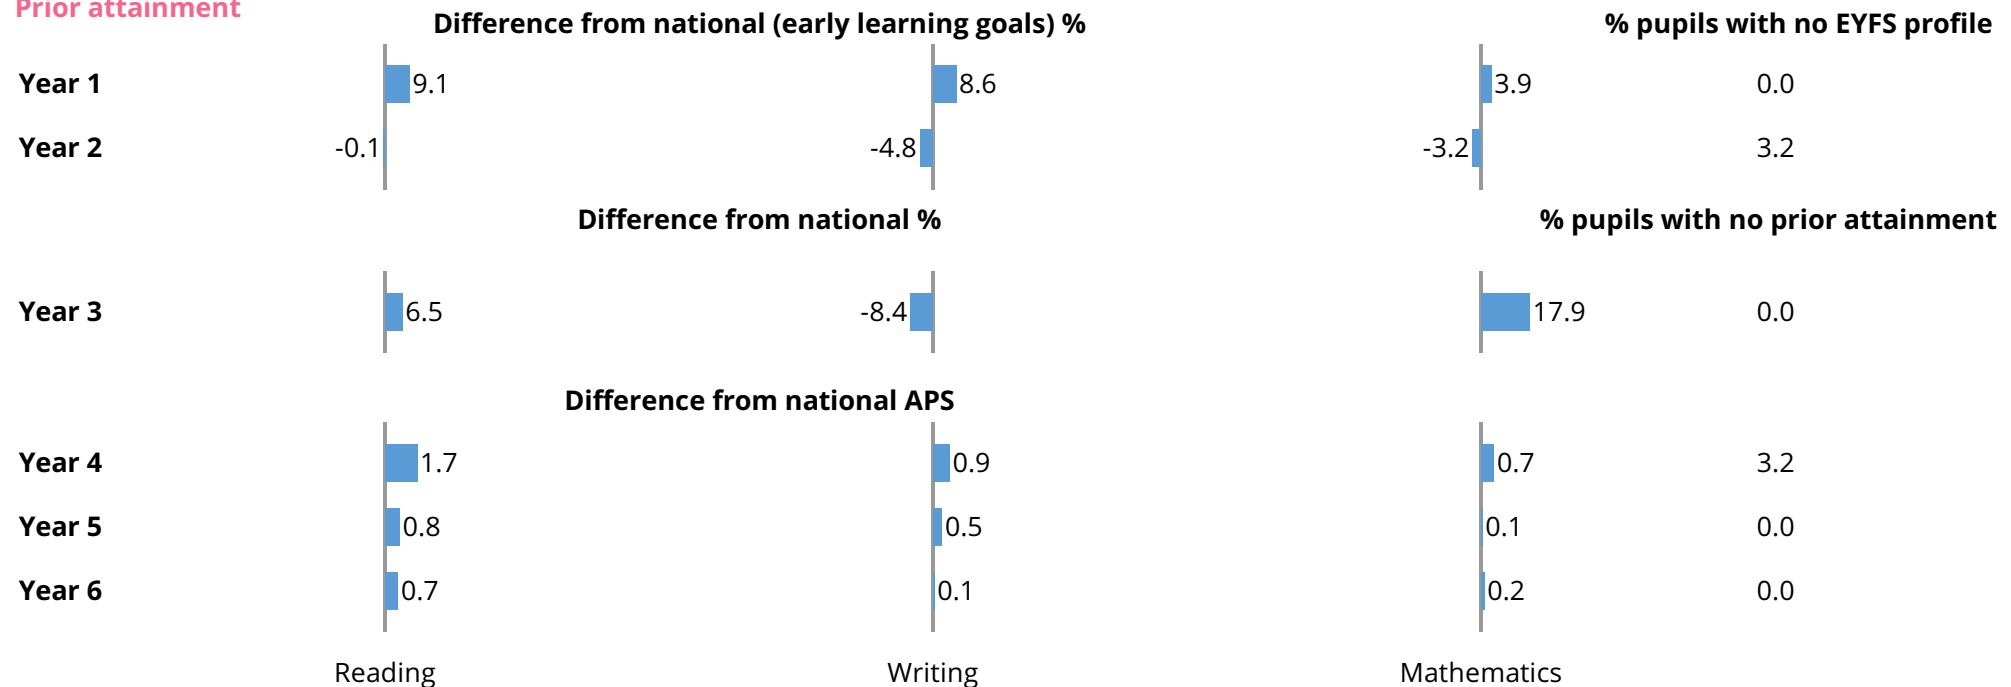 Prior attainment
Difference from national (early learning goals) % % pupils with no EYFS profile
Year 1 9.1 8.6 3.9 0.0
Year 2 -0.1 -4.8 -3.2 3.2
Difference from national % % pupils with no prior attainment
Year 3 6.5 -8.4 17.9 0.0
Difference from national APS
Year 4 1.7 0.9 0.7 3.2
Year 5 0.8 0.5 0.1 0.0
Year 6 0.7 0.1 0.2 0.0
Reading Writing Mathematics